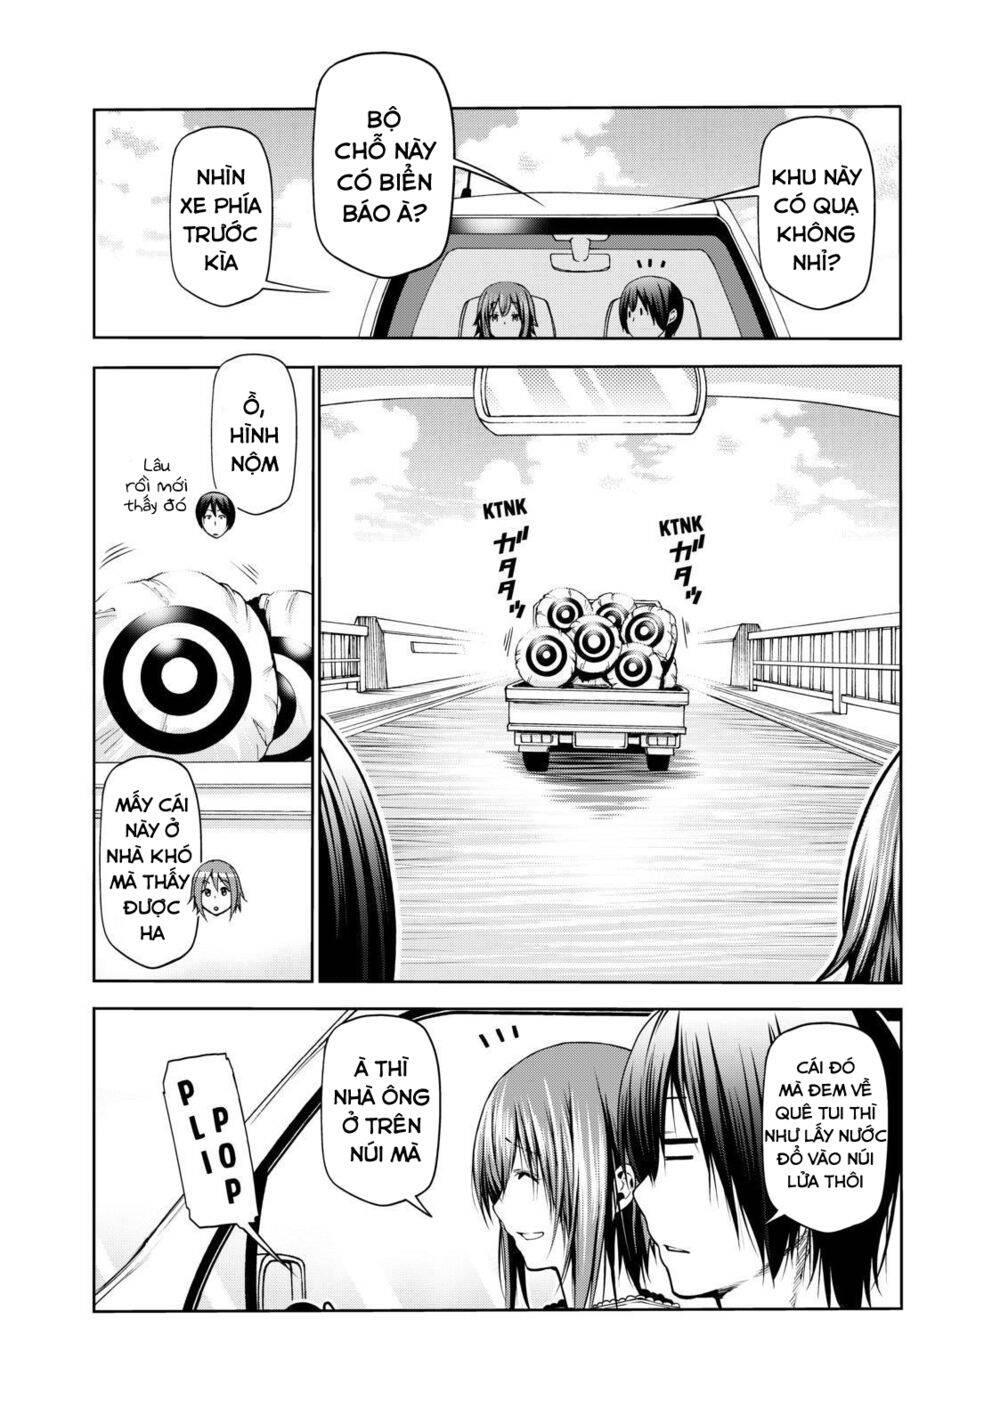 KHU NÀY
CÓ QUẠ
KHÔNG
NHỈ?
BỘ
CHỖ NÀY
CÓ BIỂN
BÁO À?
NHÌN
XE PHÍA
TRƯỚC
KÌA
KTNK
ガタタッ
KTNK
ガタッ
Ồ,
HÌNH
NỘM
Lâu
rồi mới
thấy đó
MẤY CÁI
NÀY Ở
NHÀ KHÓ
MÀ THẤY
ĐƯỢC
HA
CÁI ĐÓ
MÀ ĐEM VỀ
QUÊ TUI THÌ
NHƯ LẤY NƯỚC
ĐỔ VÀO NÚI
LỬA THÔI
À THÌ
NHÀ ÔNG
Ở TRÊN
NÚI MÀ
PLIP
POP